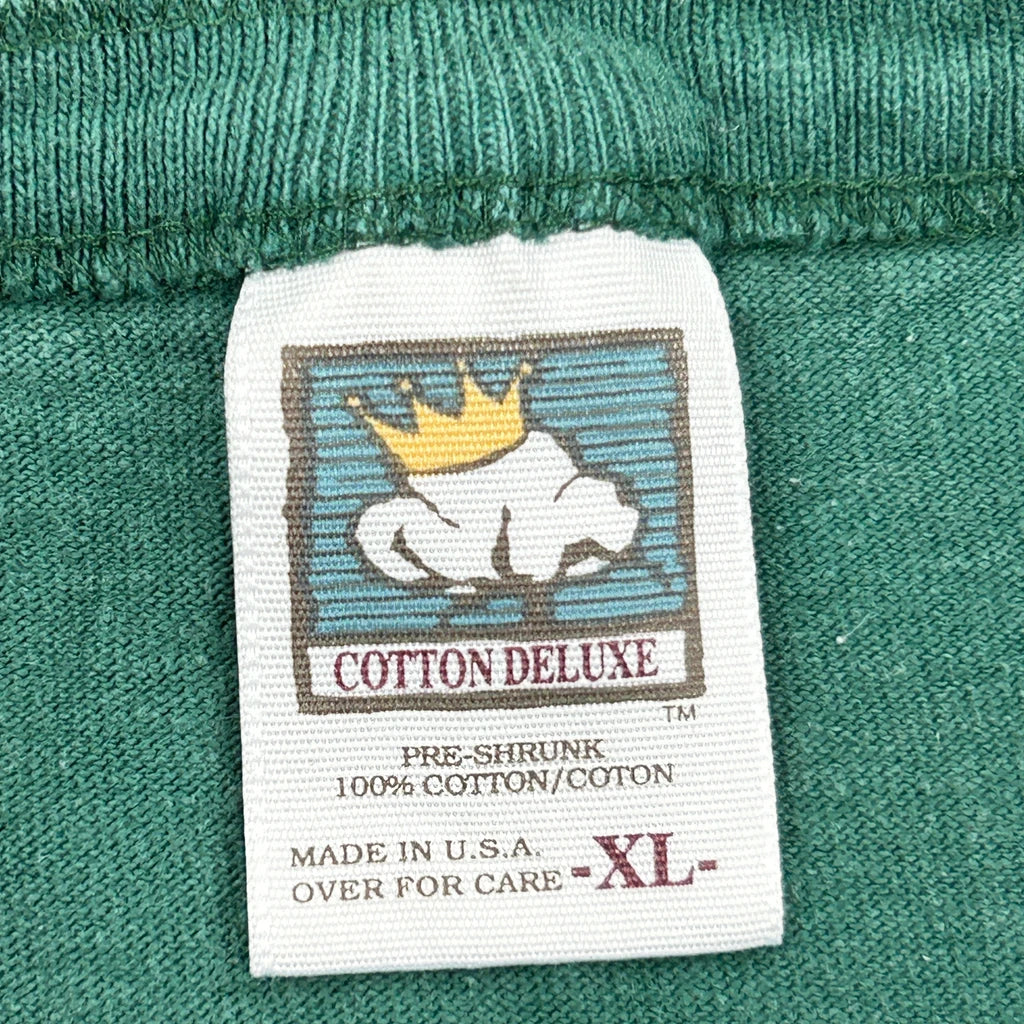 COTTON DELUXE
TM
PRE-SHRUNK
100% COTTON/COTON
MADE IN U.S.A.
OVER FOR CARE -XL-